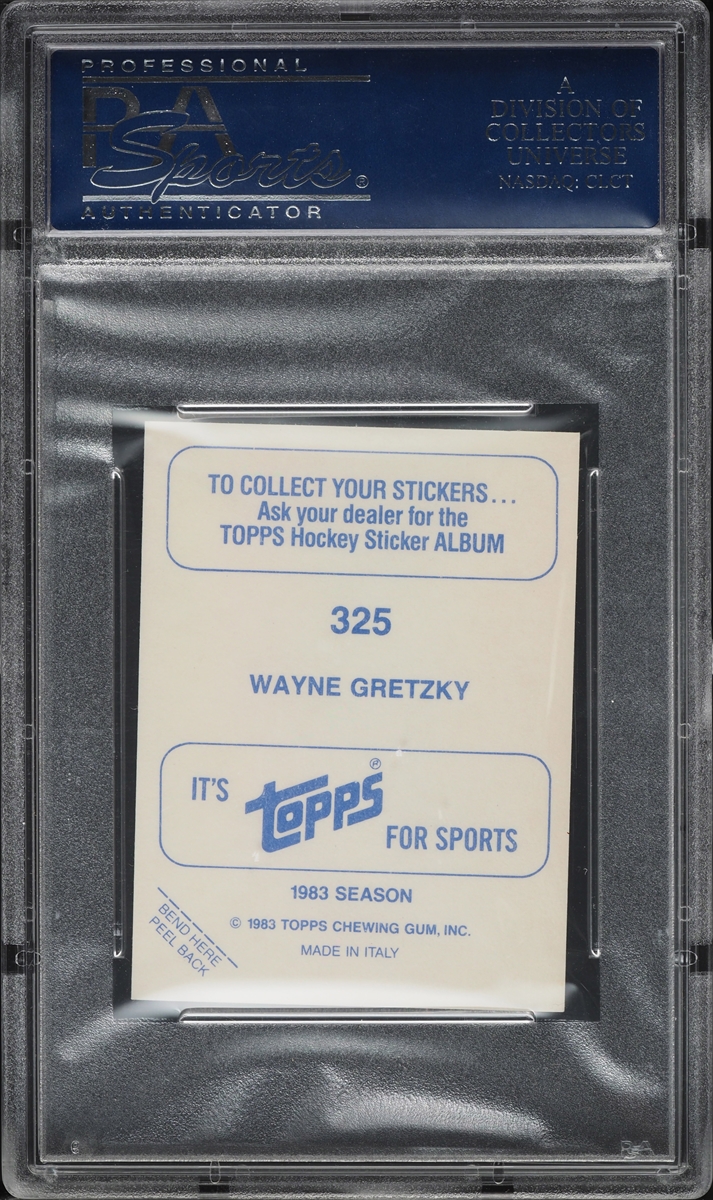 PROFESSIONAL
PSA
Sports®
AUTHENTICATOR
A
DIVISION OF
COLLECTORS
UNIVERSE
NASDAQ: CLCT
TO COLLECT YOUR STICKERS...
Ask your dealer for the
TOPPS Hockey Sticker ALBUM
325
WAYNE GRETZKY
IT'S topps® FOR SPORTS
1983 SEASON
© 1983 TOPPS CHEWING GUM, INC.
MADE IN ITALY
BEND HERE
PEEL BACK
PSA